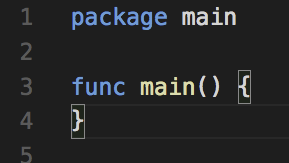 1 package main
2
3 func main() {
4 }
5